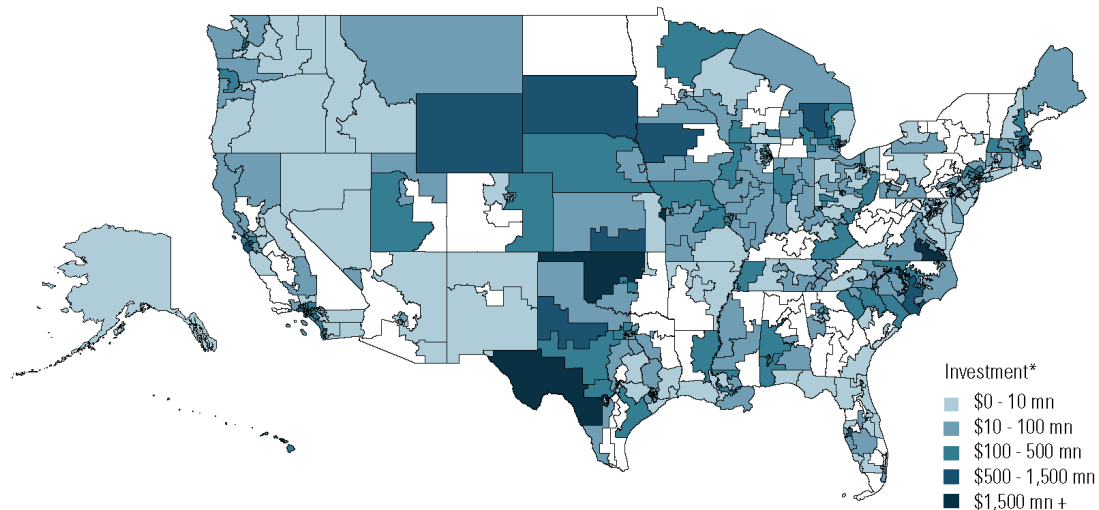 Investment*
$0 - 10 mn
$10 - 100 mn
$100 - 500 mn
$500 - 1,500 mn
$1,500 mn +